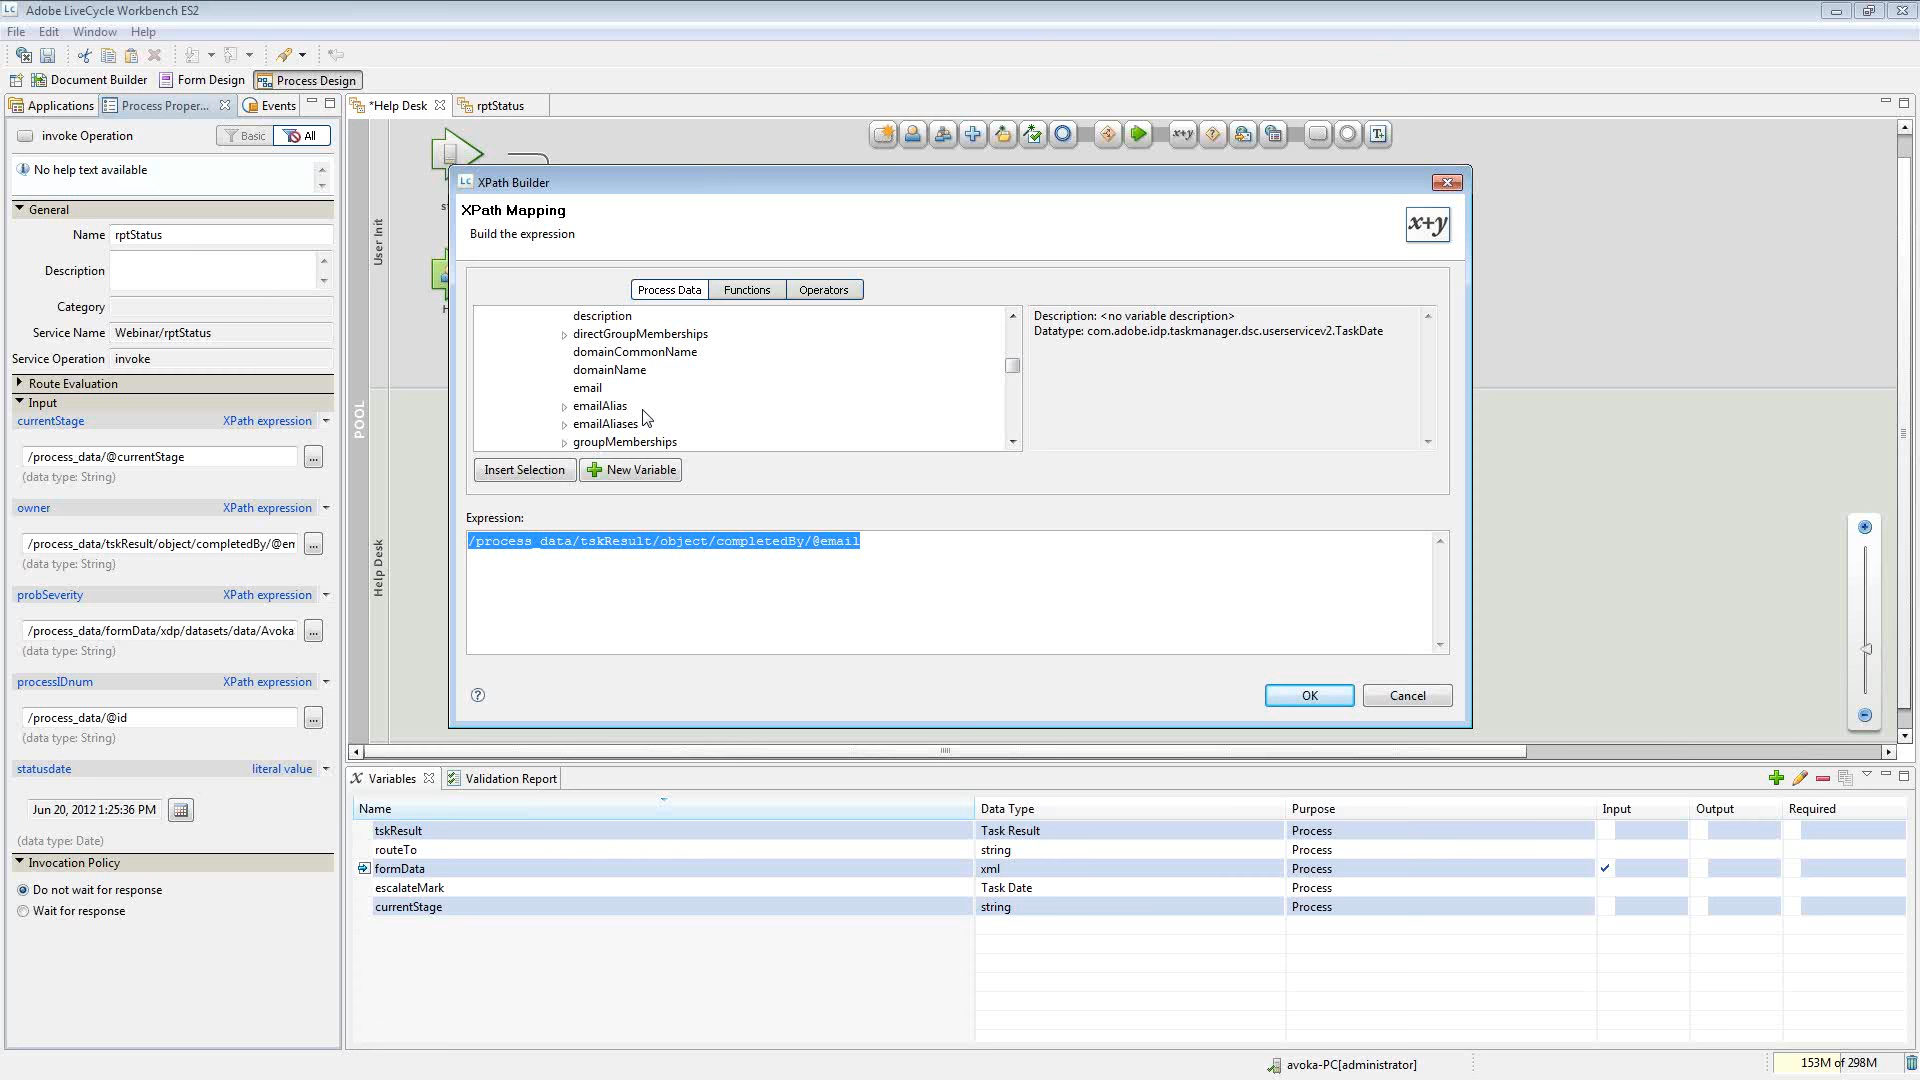 Lc Adobe LiveCycle Workbench ES2
File Edit Window Help
Document Builder Form Design Process Design
Applications Process Proper... Events
*Help Desk rptStatus
invoke Operation Basic All
No help text available
General
Name rptStatus
Description
Category
Service Name Webinar/rptStatus
Service Operation invoke
Route Evaluation
Input
currentStage XPath expression
/process_data/@currentStage ...
(data type: String)
owner XPath expression
/process_data/tskResult/object/completedBy/@em ...
(data type: String)
probSeverity XPath expression
/process_data/formData/xdp/datasets/data/Avoka ...
(data type: String)
processIDnum XPath expression
/process_data/@id ...
(data type: String)
statusdate literal value
Jun 20, 2012 1:25:36 PM
(data type: Date)
Invocation Policy
Do not wait for response
Wait for response
POOL
User Init
Help Desk
x+y
Lc XPath Builder
XPath Mapping
Build the expression
x+y
Process Data Functions Operators
description
directGroupMemberships
domainCommonName
domainName
email
emailAlias
emailAliases
groupMemberships
Description: <no variable description>
Datatype: com.adobe.idp.taskmanager.dsc.userservicev2.TaskDate
Insert Selection New Variable
Expression:
/process_data/tskResult/object/completedBy/@email
OK Cancel
x Variables Validation Report
Name Data Type Purpose Input Output Required
tskResult Task Result Process
routeTo string Process
formData xml Process
escalateMark Task Date Process
currentStage string Process
avoka-PC[administrator]
153M of 298M